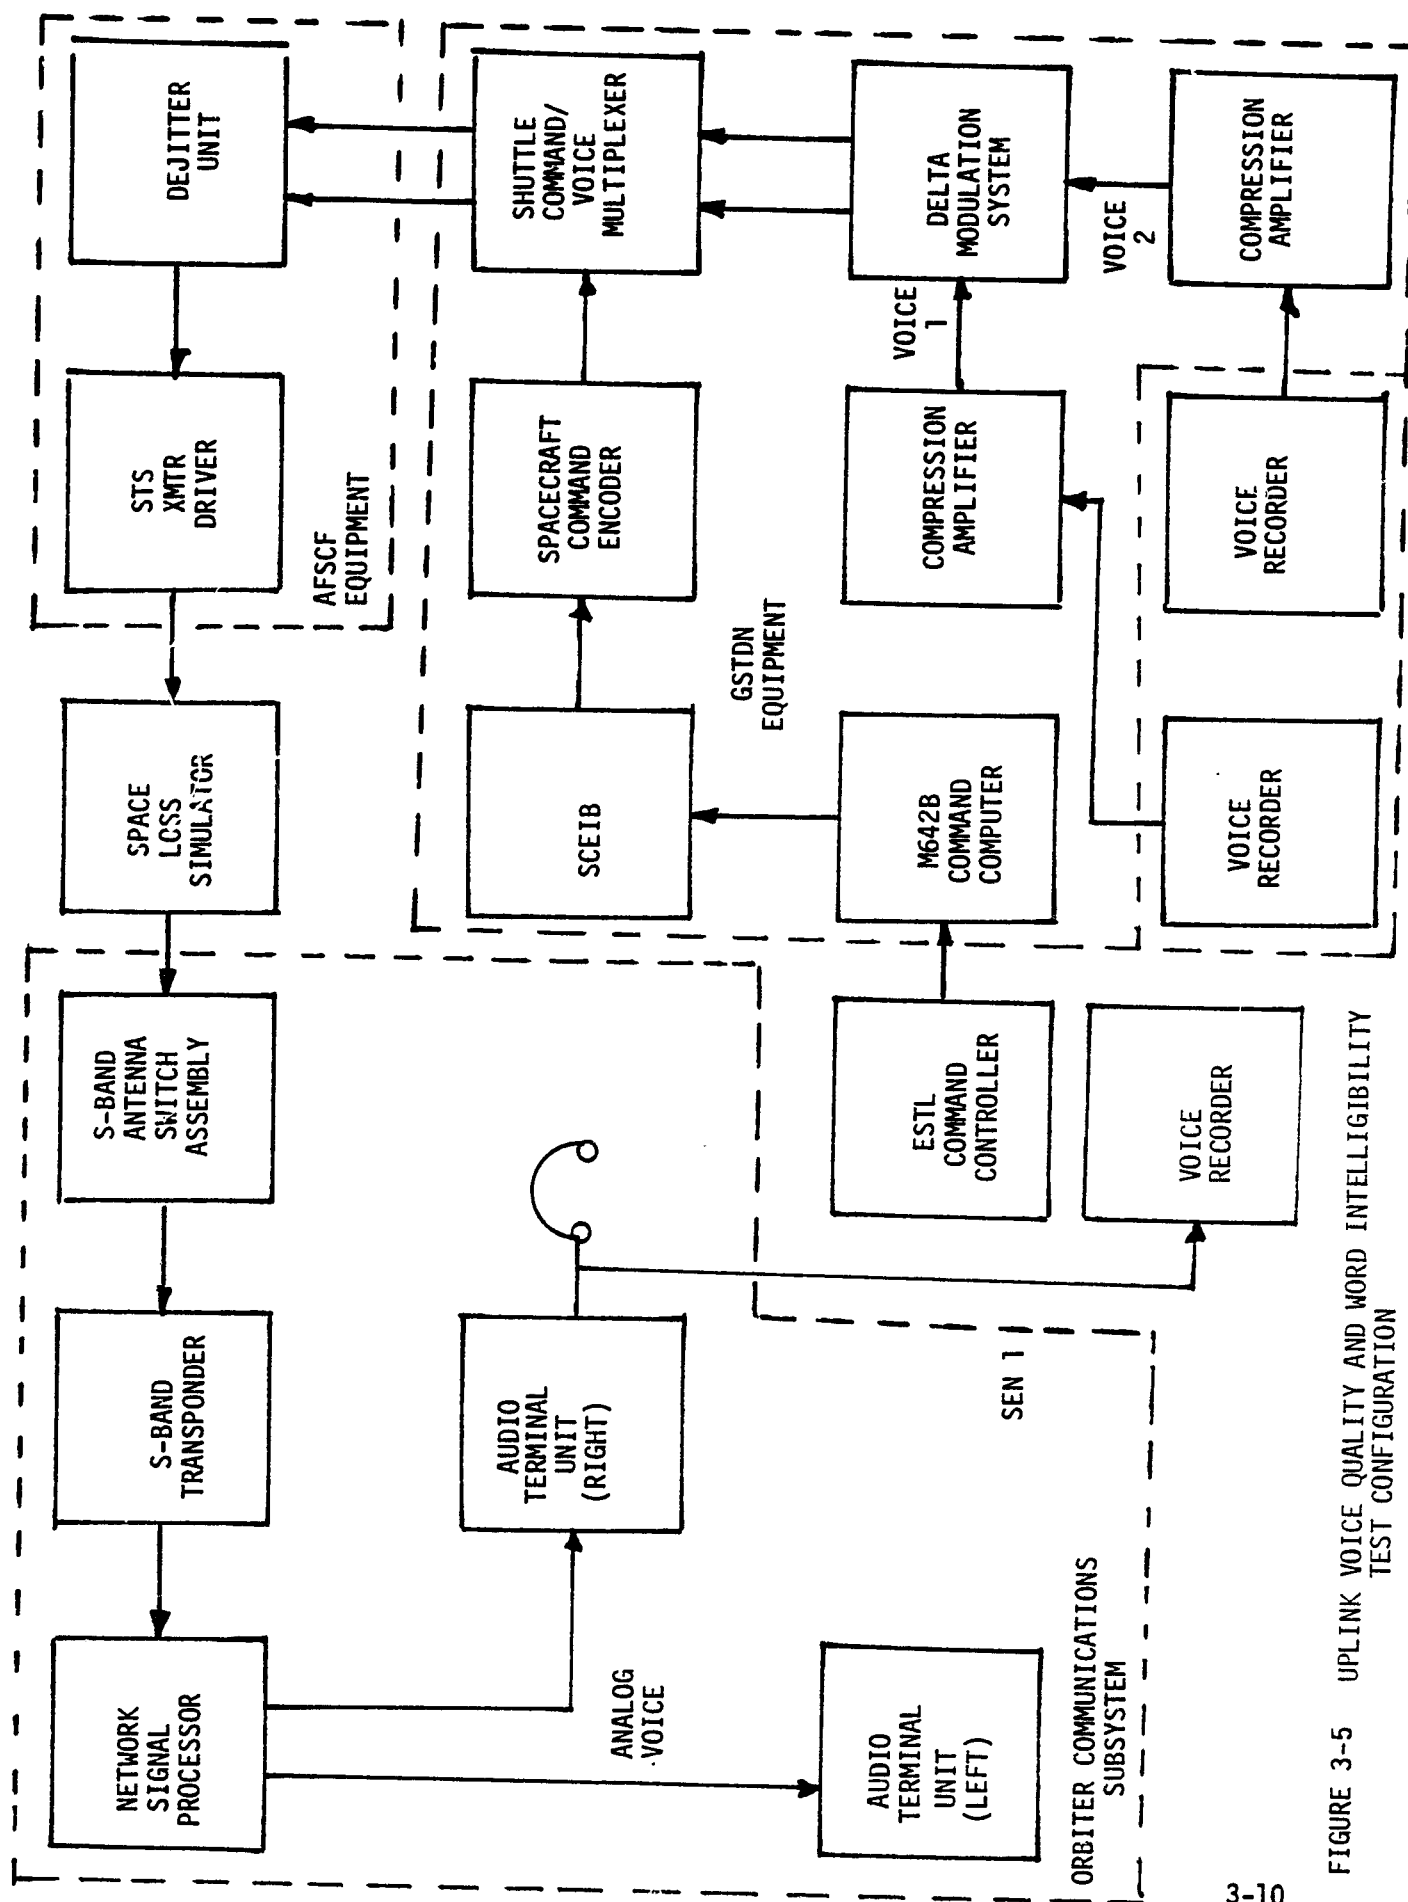 NETWORK
SIGNAL
PROCESSOR
S-BAND
TRANSPONDER
S-BAND
ANTENNA
SWITCH
ASSEMBLY
SPACE
LCSS
SIMULATOR
STS
XMTR
DRIVER
DEJITTER
UNIT
AFSCF
EQUIPMENT
AUDIO
TERMINAL
UNIT
(RIGHT)
SCEIB
SPACECRAFT
COMMAND
ENCODER
SHUTTLE
COMMAND/
VOICE
MULTIPLEXER
ANALOG
VOICE
GSTDN
EQUIPMENT
AUDIO
TERMINAL
UNIT
(LEFT)
SEN 1
ESTL
COMMAND
CONTROLLER
M642B
COMMAND
COMPUTER
COMPRESSION
AMPLIFIER
VOICE
1
DELTA
MODULATION
SYSTEM
VOICE
2
ORBITER COMMUNICATIONS
SUBSYSTEM
VOICE
RECORDER
VOICE
RECORDER
VOICE
RECORDER
COMPRESSION
AMPLIFIER
FIGURE 3-5 UPLINK VOICE QUALITY AND WORD INTELLIGIBILITY
TEST CONFIGURATION
3-10